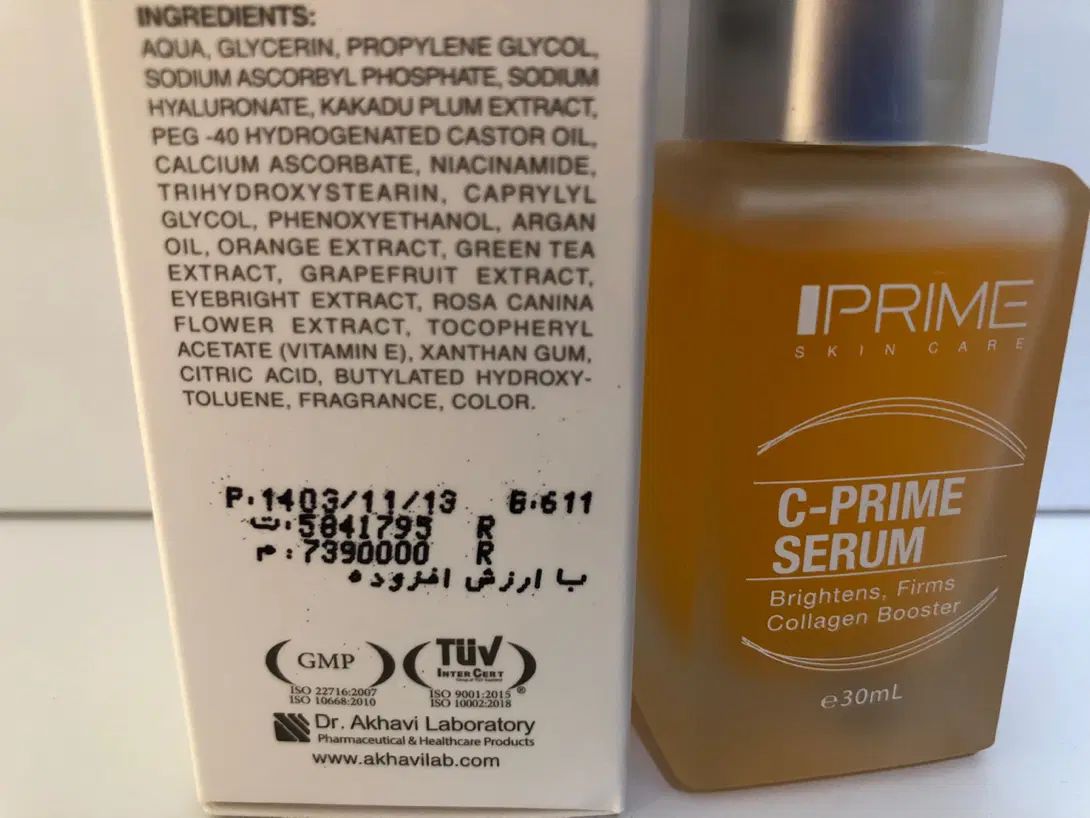 INGREDIENTS:
AQUA, GLYCERIN, PROPYLENE GLYCOL,
SODIUM ASCORBYL PHOSPHATE, SODIUM
HYALURONATE, KAKADU PLUM EXTRACT,
PEG -40 HYDROGENATED CASTOR OIL,
CALCIUM ASCORBATE, NIACINAMIDE,
TRIHYDROXYSTEARIN, CAPRYLYL
GLYCOL, PHENOXYETHANOL, ARGAN
OIL, ORANGE EXTRACT, GREEN TEA
EXTRACT, GRAPEFRUIT EXTRACT,
EYEBRIGHT EXTRACT, ROSA CANINA
FLOWER EXTRACT, TOCOPHERYL
ACETATE (VITAMIN E), XANTHAN GUM,
CITRIC ACID, BUTYLATED HYDROXY-
TOLUENE, FRAGRANCE, COLOR.
P:1403/11/13 B:611
ت:5841795 R
م:7390000 R
با ارزش افزوده
GMP
ISO 22716:2007
ISO 10668:2010
TÜV
INTERCERT
ISO 9001:2015
ISO 10002:2018
Dr. Akhavi Laboratory
Pharmaceutical & Healthcare Products
www.akhavilab.com
PRIME
SKIN CARE
C-PRIME
SERUM
Brightens, Firms
Collagen Booster
℮30mL